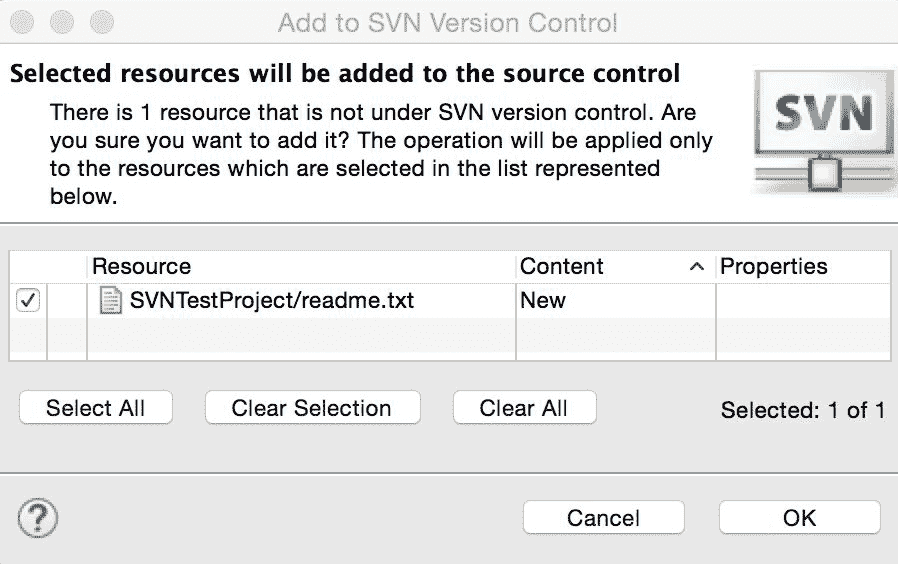 Add to SVN Version Control
Selected resources will be added to the source control
There is 1 resource that is not under SVN version control. Are
you sure you want to add it? The operation will be applied only
to the resources which are selected in the list represented
below.
SVN
Resource Content Properties
SVNTestProject/readme.txt New
Select All Clear Selection Clear All Selected: 1 of 1
? Cancel OK